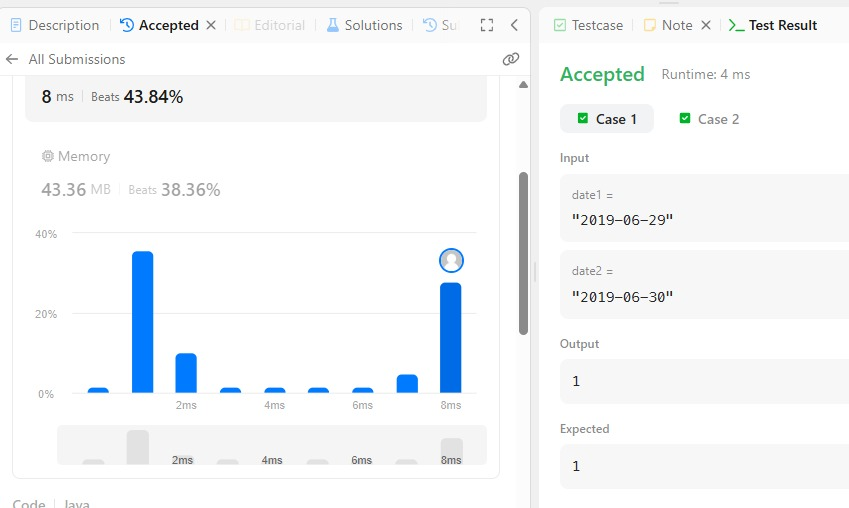 Description
Accepted
Editorial
Solutions
Su
All Submissions
8 ms Beats 43.84%
Memory
43.36 MB Beats 38.36%
40%
20%
0%
2ms 4ms 6ms 8ms
2ms 4ms 6ms 8ms
Code Java
Testcase
Note
Test Result
Accepted Runtime: 4 ms
Case 1 Case 2
Input
date1 =
"2019-06-29"
date2 =
"2019-06-30"
Output
1
Expected
1